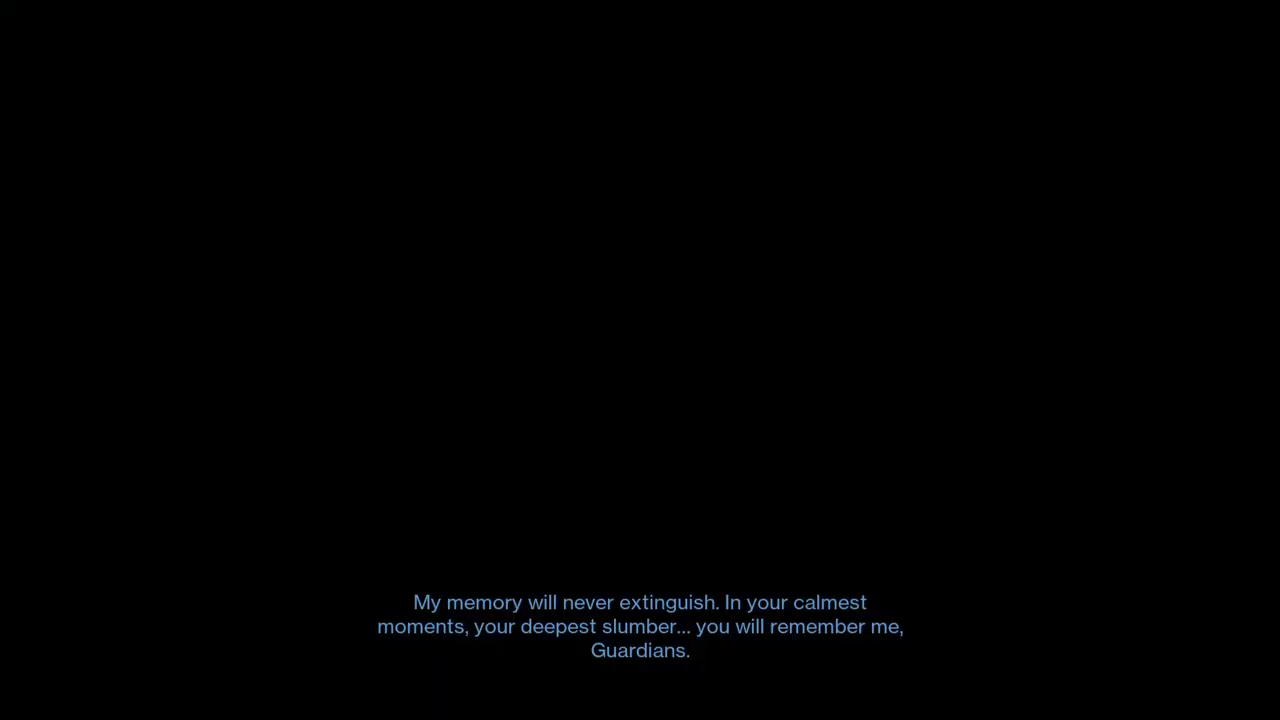 My memory will never extinguish. In your calmest
moments, your deepest slumber... you will remember me,
Guardians.